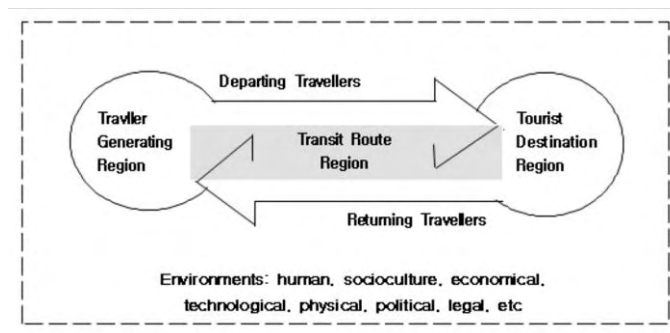 Departing Travellers
Travller
Generating
Region
Transit Route
Region
Tourist
Destination
Region
Returning Travellers
Environments: human, socioculture, economical,
technological, physical, political, legal, etc